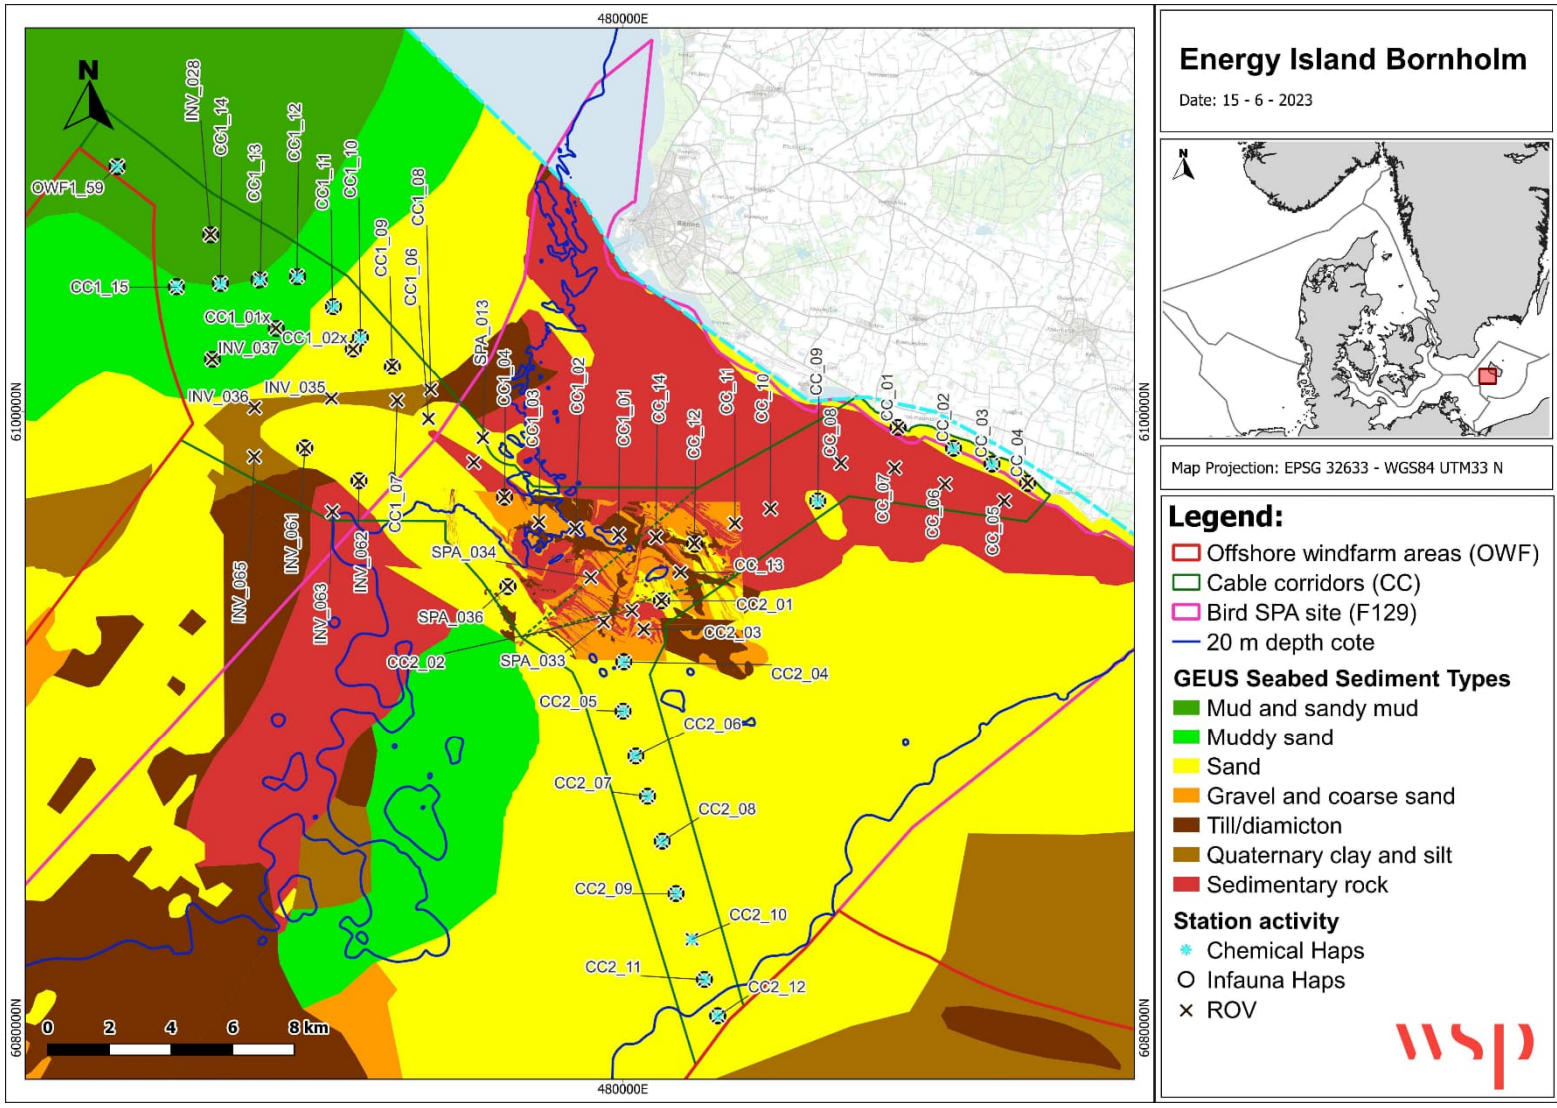 480000E
N
INV_028
CC1_14
CC1_13
CC1_12
CC1_11
CC1_10
CC1_08
CC1_09
CC1_06
OWF1_59
CC1_15
CC1_01x
CC1_02x
INV_037
INV_036
INV_035
SPA_013
CC1_04
CC1_03
CC1_02
CC1_01
CC_14
CC_12
CC_11
CC_10
CC_09
CC_08
CC_01
CC_02
CC_03
CC_04
CC_07
CC_06
CC_05
CC1_07
INV_061
INV_062
INV_065
INV_063
SPA_034
SPA_036
CC_13
CC2_01
CC2_03
CC2_02
SPA_033
CC2_04
CC2_05
CC2_06
CC2_07
CC2_08
CC2_09
CC2_10
CC2_11
CC2_12
6100000N
6100000N
6080000N
6080000N
0 2 4 6 8 km
480000E
Rønne
Energy Island Bornholm
Date: 15 - 6 - 2023
N
Map Projection: EPSG 32633 - WGS84 UTM33 N
Legend:
Offshore windfarm areas (OWF)
Cable corridors (CC)
Bird SPA site (F129)
20 m depth cote
GEUS Seabed Sediment Types
Mud and sandy mud
Muddy sand
Sand
Gravel and coarse sand
Till/diamicton
Quaternary clay and silt
Sedimentary rock
Station activity
Chemical Haps
Infauna Haps
ROV
wsp